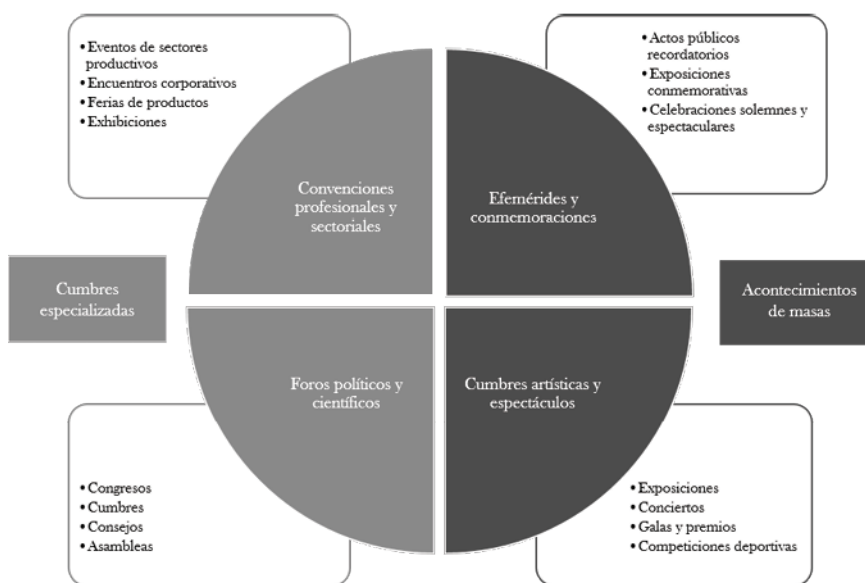 • Eventos de sectores
productivos
• Encuentros corporativos
• Ferias de productos
• Exhibiciones
• Actos públicos
recordatorios
• Exposiciones
conmemorativas
• Celebraciones solemnes y
espectaculares
Convenciones
profesionales y
sectoriales
Efemérides y
conmemoraciones
Cumbres
especializadas
Acontecimientos
de masas
Foros políticos y
científicos
Cumbres artísticas y
espectáculos
• Congresos
• Cumbres
• Consejos
• Asambleas
• Exposiciones
• Conciertos
• Galas y premios
• Competiciones deportivas